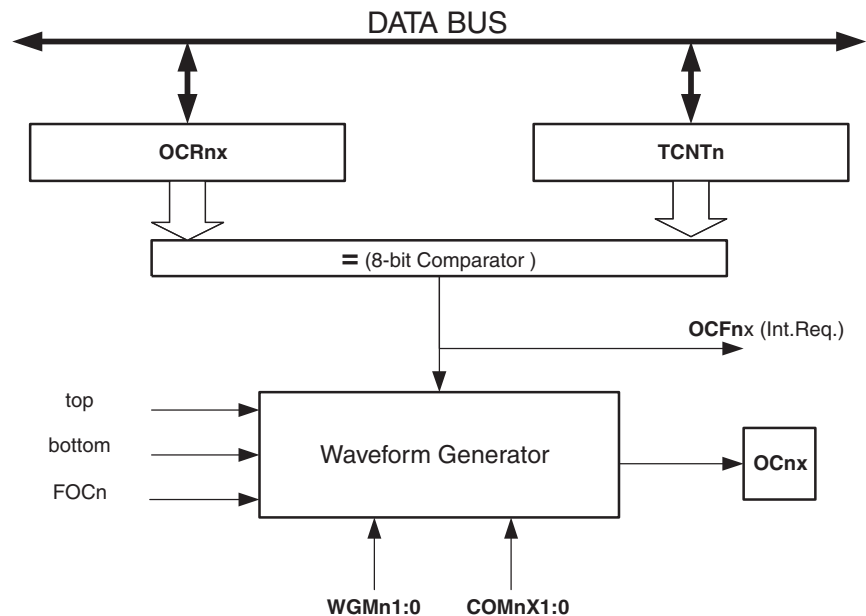 DATA BUS
OCRnx
TCNTn
= (8-bit Comparator )
OCFnx (Int.Req.)
top
bottom
FOCn
Waveform Generator
OCnx
WGMn1:0
COMnX1:0